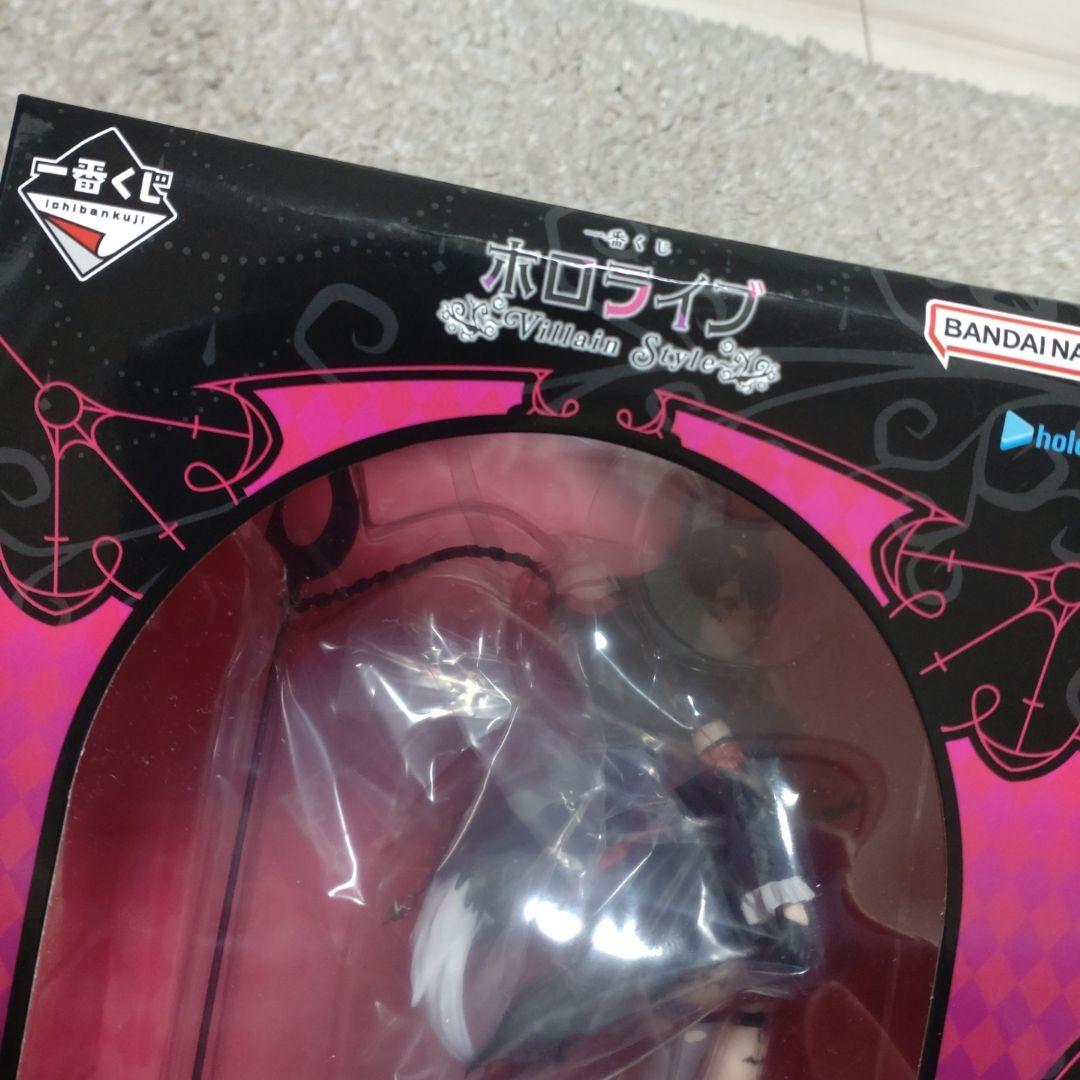 一番くじ
ichibankuji
一番くじ
ホロライブ
Villain Style
BANDAI NA
holo